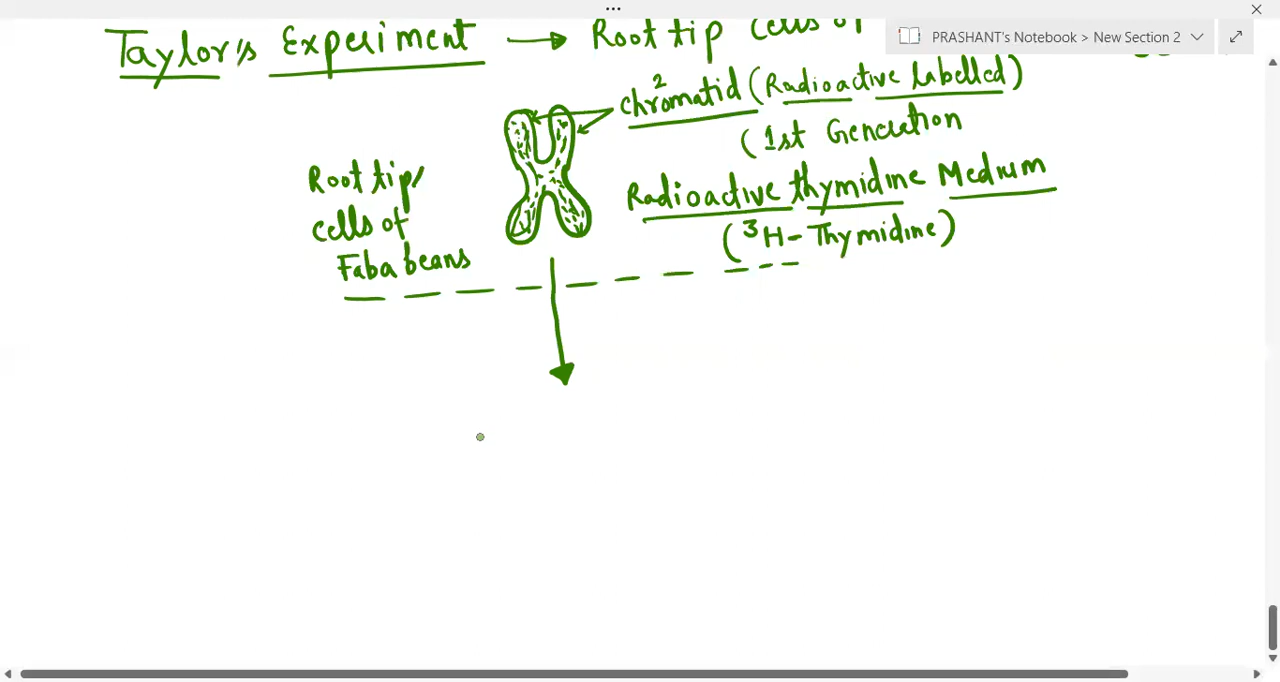 PRASHANT's Notebook > New Section 2
Taylor's Experiment → Root tip cells of
2 chromatid (Radioactive labelled)
(1st Generation
Root tip
cells of
Faba beans
Radioactive thymidine Medium
(³H-Thymidine)